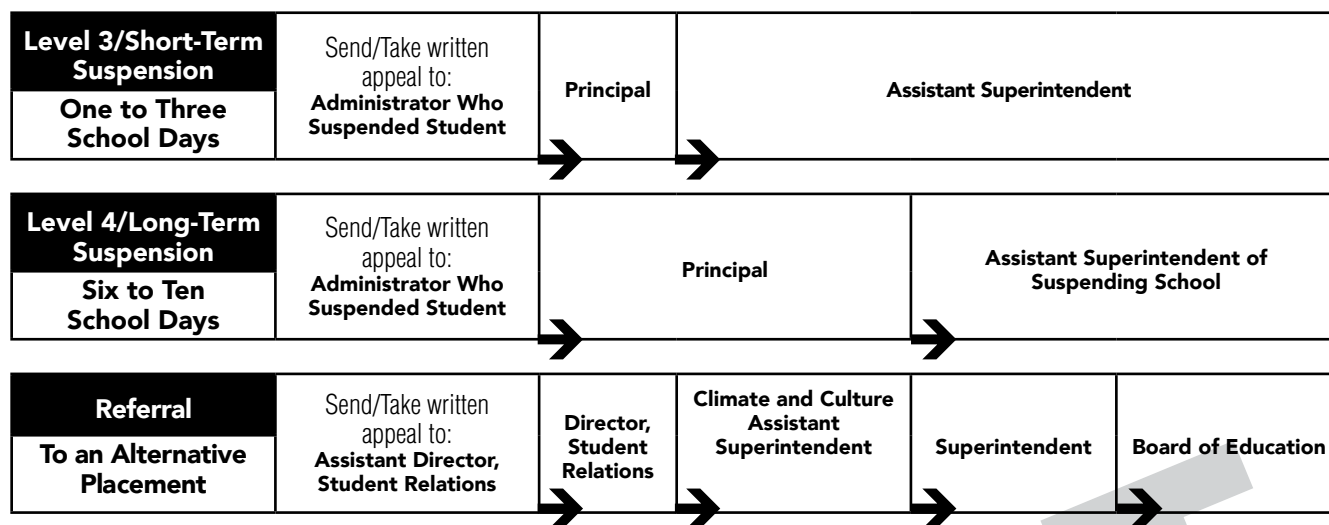 Level 3/Short-Term
Suspension
One to Three
School Days
Send/Take written
appeal to:
Administrator Who
Suspended Student
Principal
Assistant Superintendent
Level 4/Long-Term
Suspension
Six to Ten
School Days
Send/Take written
appeal to:
Administrator Who
Suspended Student
Principal
Assistant Superintendent of
Suspending School
Referral
To an Alternative
Placement
Send/Take written
appeal to:
Assistant Director,
Student Relations
Director,
Student
Relations
Climate and Culture
Assistant
Superintendent
Superintendent
Board of Education